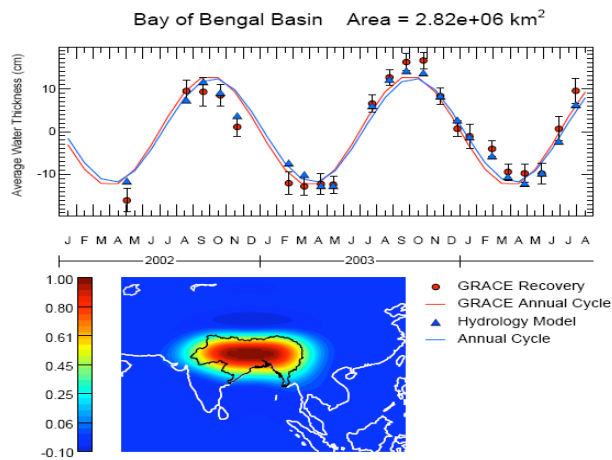 Bay of Bengal Basin Area = 2.82e+06 km²
Average Water Thickness (cm)
10
0
-10
J F M A M J J A S O N D J F M A M J J A S O N D J F M A M J J A
2002 2003
1.00
0.80
0.61
0.45
0.25
0.06
-0.10
GRACE Recovery
GRACE Annual Cycle
Hydrology Model
Annual Cycle